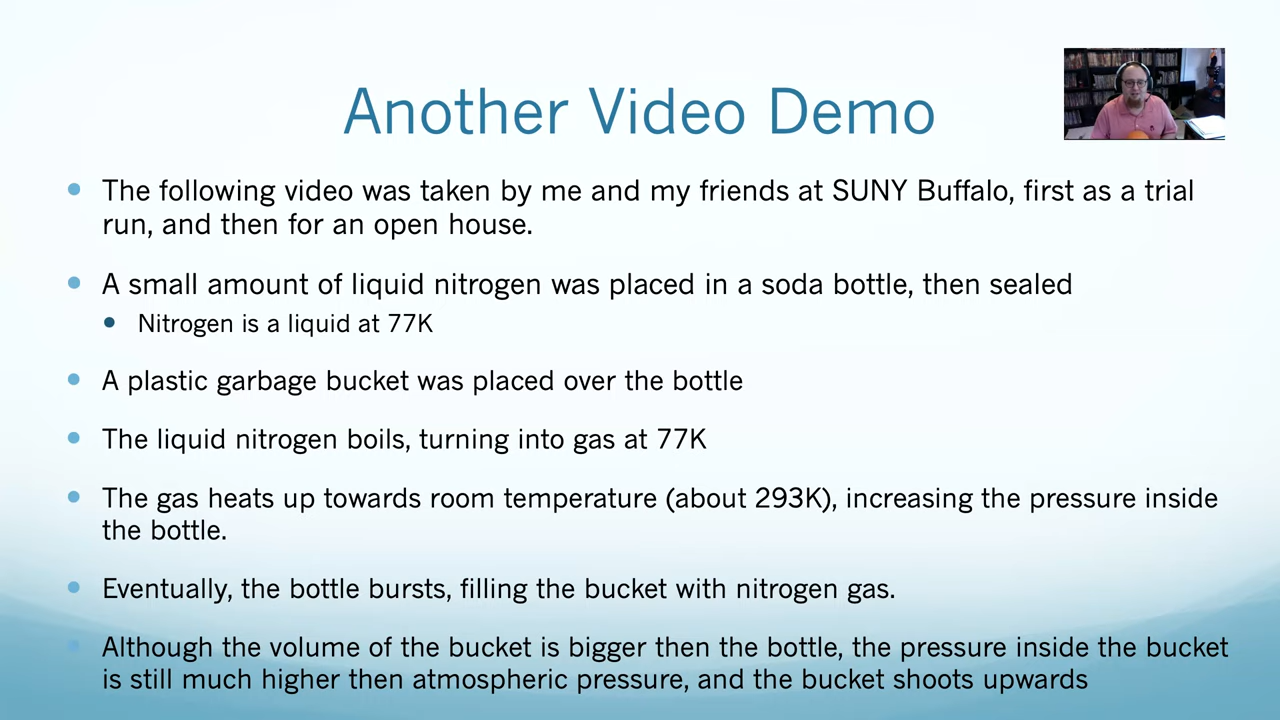 Another Video Demo
The following video was taken by me and my friends at SUNY Buffalo, first as a trial
run, and then for an open house.
A small amount of liquid nitrogen was placed in a soda bottle, then sealed
Nitrogen is a liquid at 77K
A plastic garbage bucket was placed over the bottle
The liquid nitrogen boils, turning into gas at 77K
The gas heats up towards room temperature (about 293K), increasing the pressure inside
the bottle.
Eventually, the bottle bursts, filling the bucket with nitrogen gas.
Although the volume of the bucket is bigger then the bottle, the pressure inside the bucket
is still much higher then atmospheric pressure, and the bucket shoots upwards